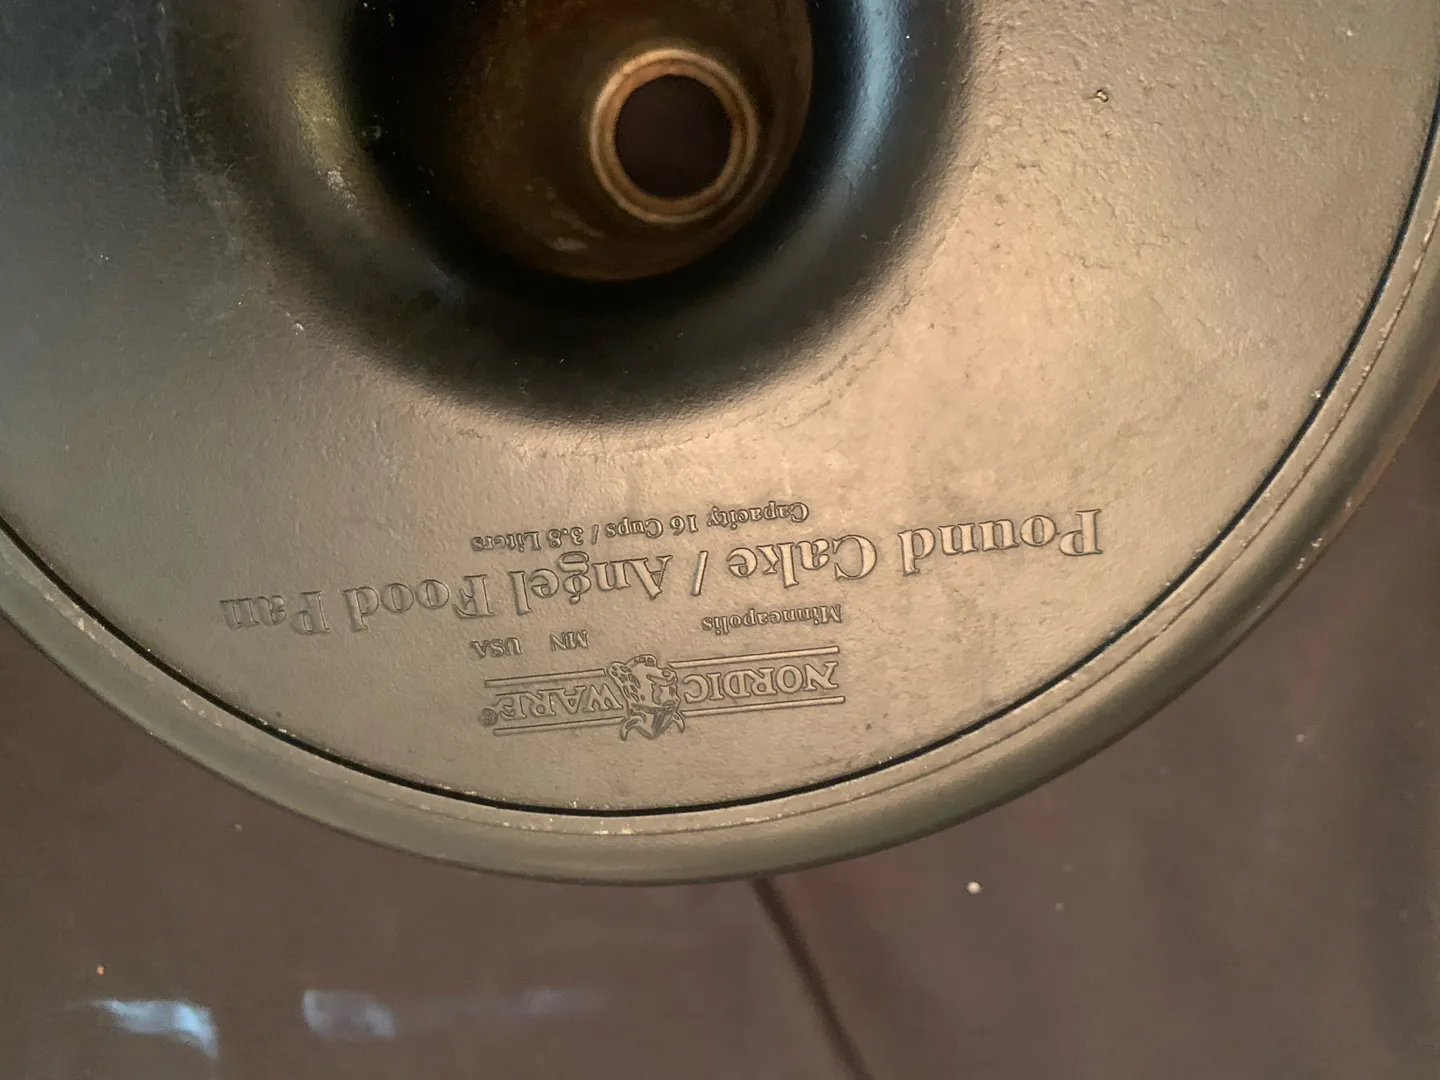 NORDIC WARE®
Minneapolis MN USA
Pound Cake / Angel Food Pan
Capacity 16 Cups / 3.8 Liters